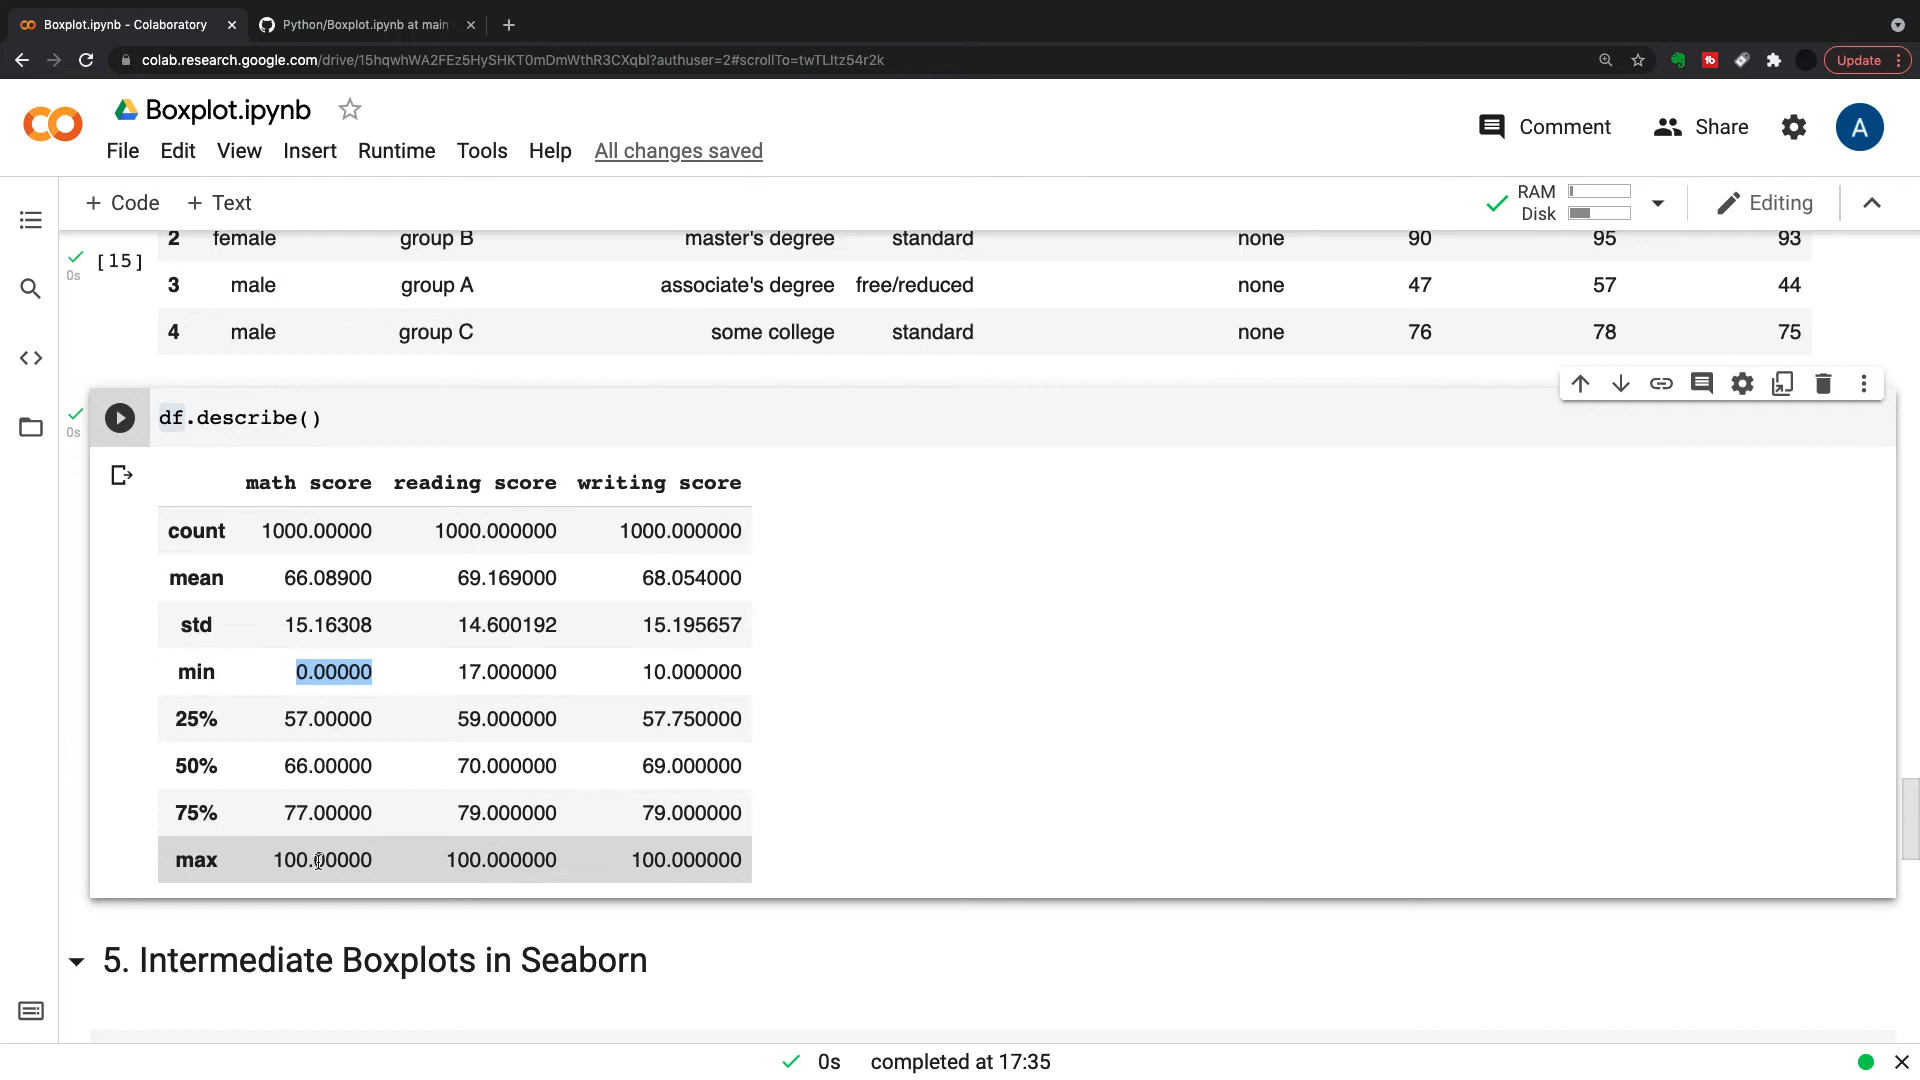 Boxplot.ipynb - Colaboratory
Python/Boxplot.ipynb at main
colab.research.google.com/drive/15hqwhWA2FEz5HySHKT0mDmWthR3CXqbl?authuser=2#scrollTo=twTLItz54r2k
Update
Boxplot.ipynb
Comment
Share
A
File Edit View Insert Runtime Tools Help All changes saved
+ Code + Text
RAM
Disk
Editing
[15]
0s
2 female group B master's degree standard none 90 95 93
3 male group A associate's degree free/reduced none 47 57 44
4 male group C some college standard none 76 78 75
0s
df.describe()
math score reading score writing score
count 1000.00000 1000.000000 1000.000000
mean 66.08900 69.169000 68.054000
std 15.16308 14.600192 15.195657
min 0.00000 17.000000 10.000000
25% 57.00000 59.000000 57.750000
50% 66.00000 70.000000 69.000000
75% 77.00000 79.000000 79.000000
max 100.00000 100.000000 100.000000
5. Intermediate Boxplots in Seaborn
0s completed at 17:35